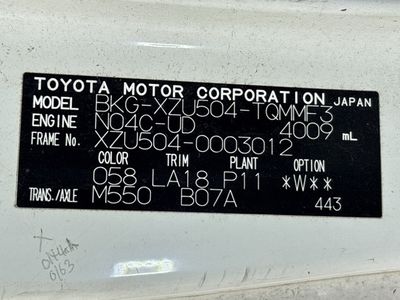 TOYOTA MOTOR CORPORATION JAPAN
MODEL BKG-XZU504-TQMMF3
ENGINE N04C-UD 4009 mL
FRAME No. XZU504-0003012
COLOR TRIM PLANT OPTION
058 LA18 P11 *W**
TRANS./AXLE M550 B07A 443